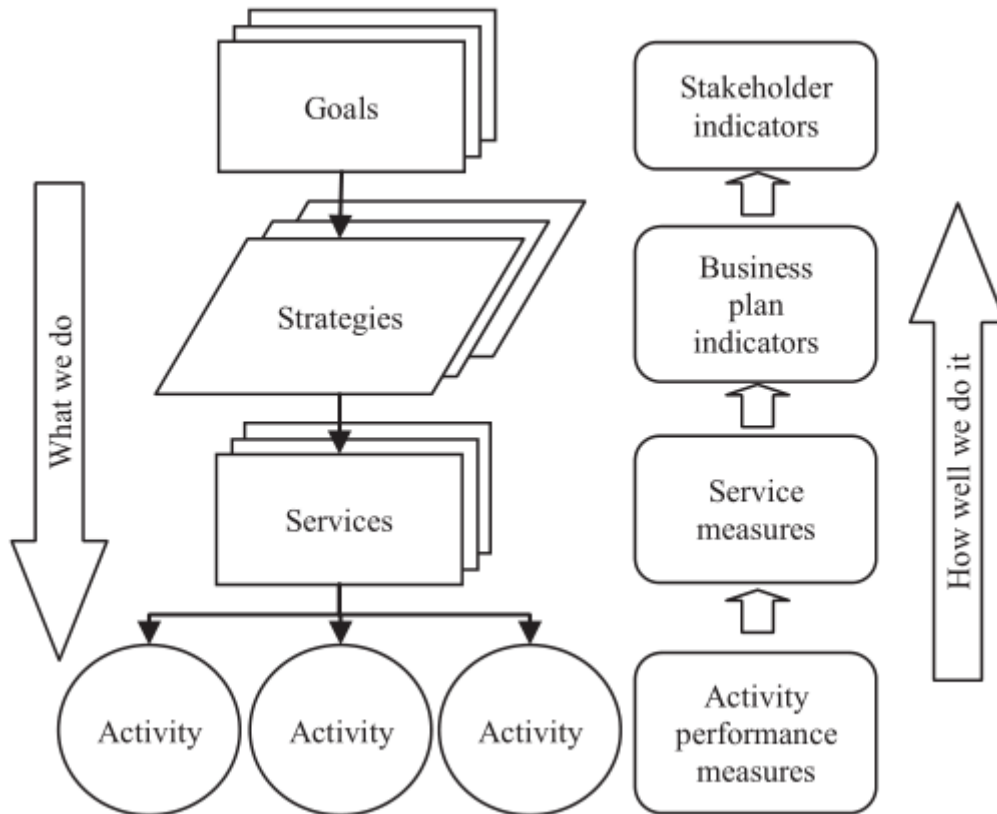 Goals
Stakeholder
indicators
What we do
Strategies
Business
plan
indicators
How well we do it
Services
Service
measures
Activity
Activity
Activity
Activity
performance
measures